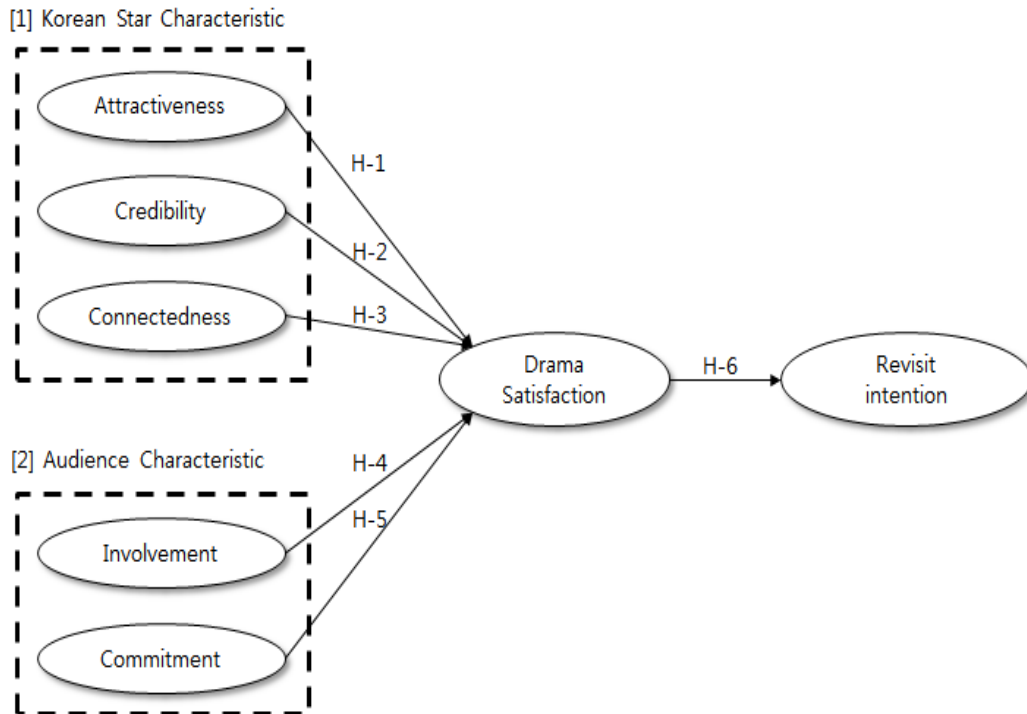 [1] Korean Star Characteristic
Attractiveness
H-1
Credibility
H-2
Connectedness
H-3
Drama
Satisfaction
H-6
Revisit
intention
[2] Audience Characteristic
H-4
Involvement
H-5
Commitment